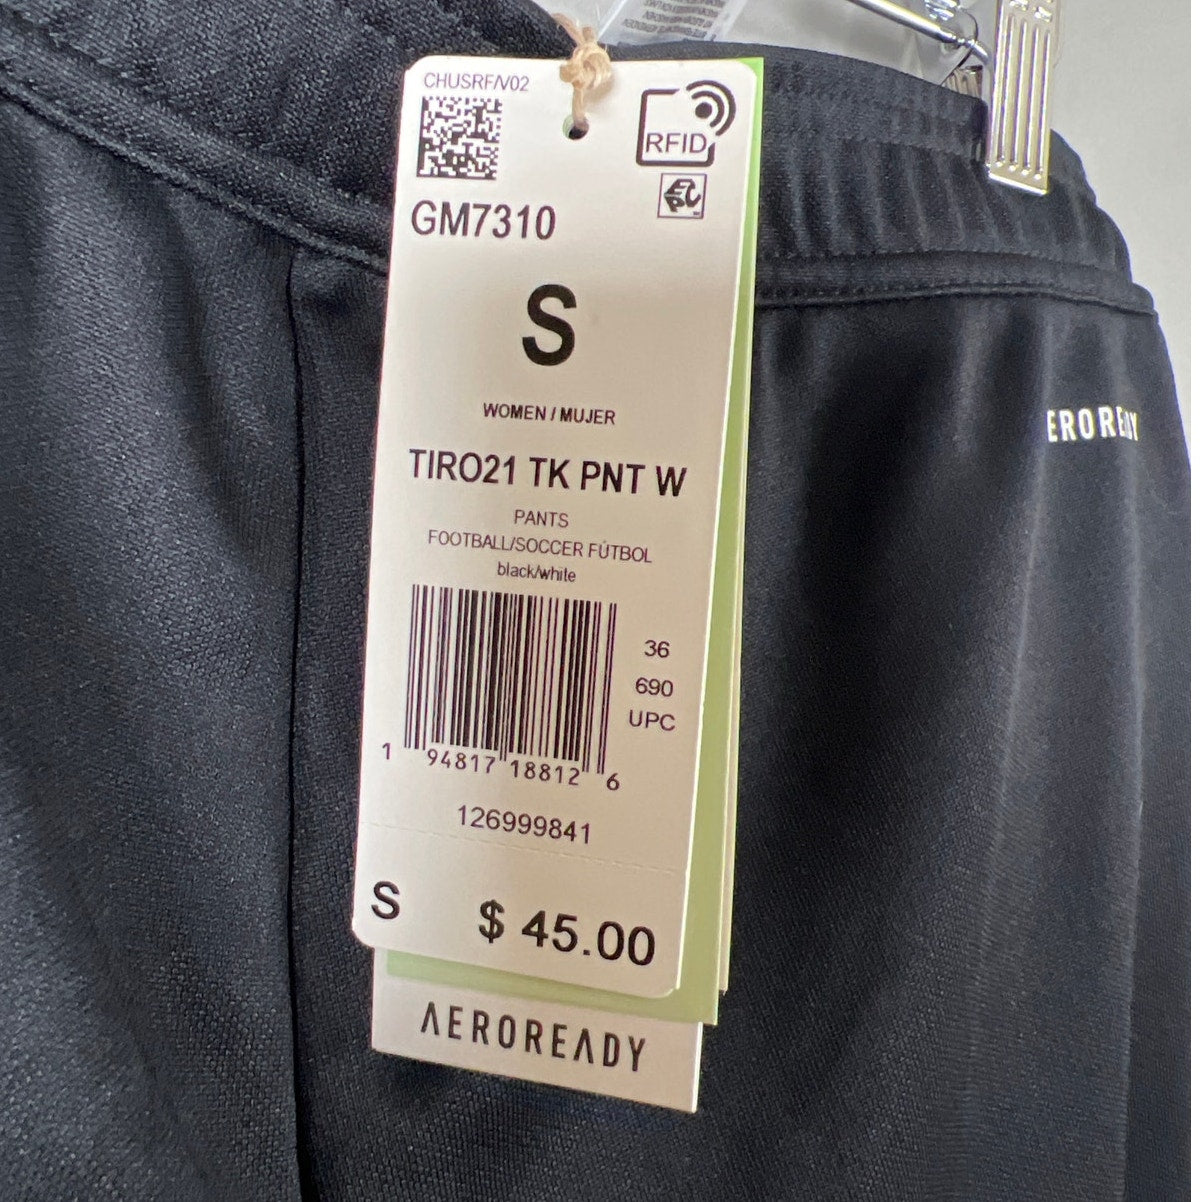 CHUSRF/V02
RFID
GM7310
S
WOMEN / MUJER
TIRO21 TK PNT W
PANTS
FOOTBALL/SOCCER FÚTBOL
black/white
36
690
UPC
1 94817 18812 6
126999841
S $ 45.00
AEROREADY
EROREADY